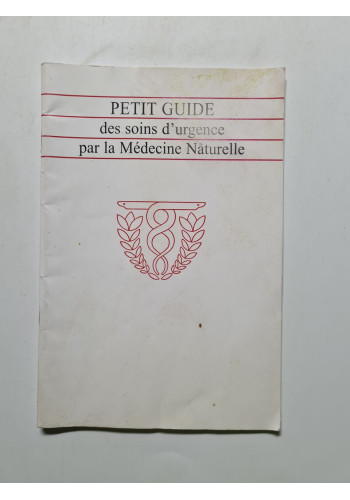 PETIT GUIDE
des soins d'urgence
par la Médecine Naturelle